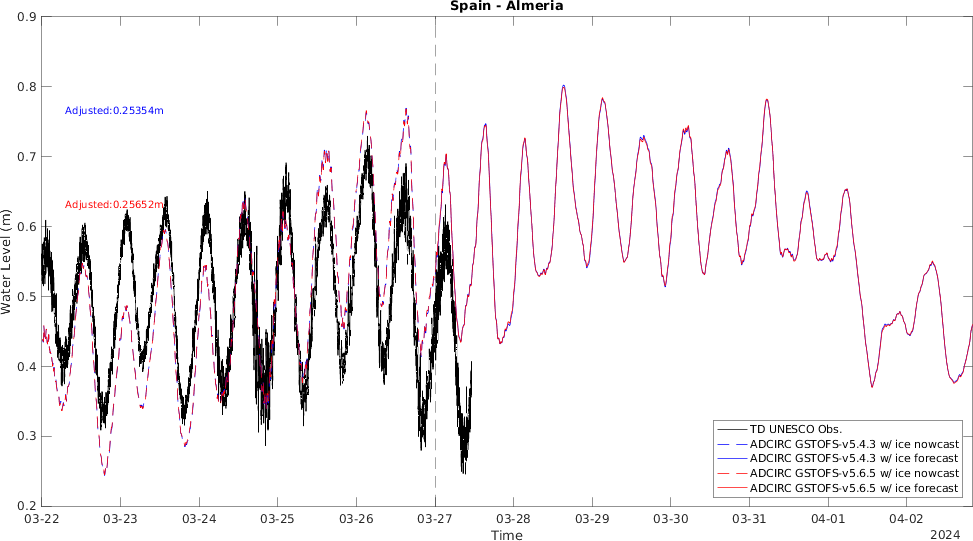 Spain - Almeria
0.9
0.8
0.7
0.6
0.5
0.4
0.3
0.2
Water Level (m)
Adjusted:0.25354m
Adjusted:0.25652m
TD UNESCO Obs.
ADCIRC GSTOFS-v5.4.3 w/ ice nowcast
ADCIRC GSTOFS-v5.4.3 w/ ice forecast
ADCIRC GSTOFS-v5.6.5 w/ ice nowcast
ADCIRC GSTOFS-v5.6.5 w/ ice forecast
03-22 03-23 03-24 03-25 03-26 03-27 03-28 03-29 03-30 03-31 04-01 04-02
Time
2024